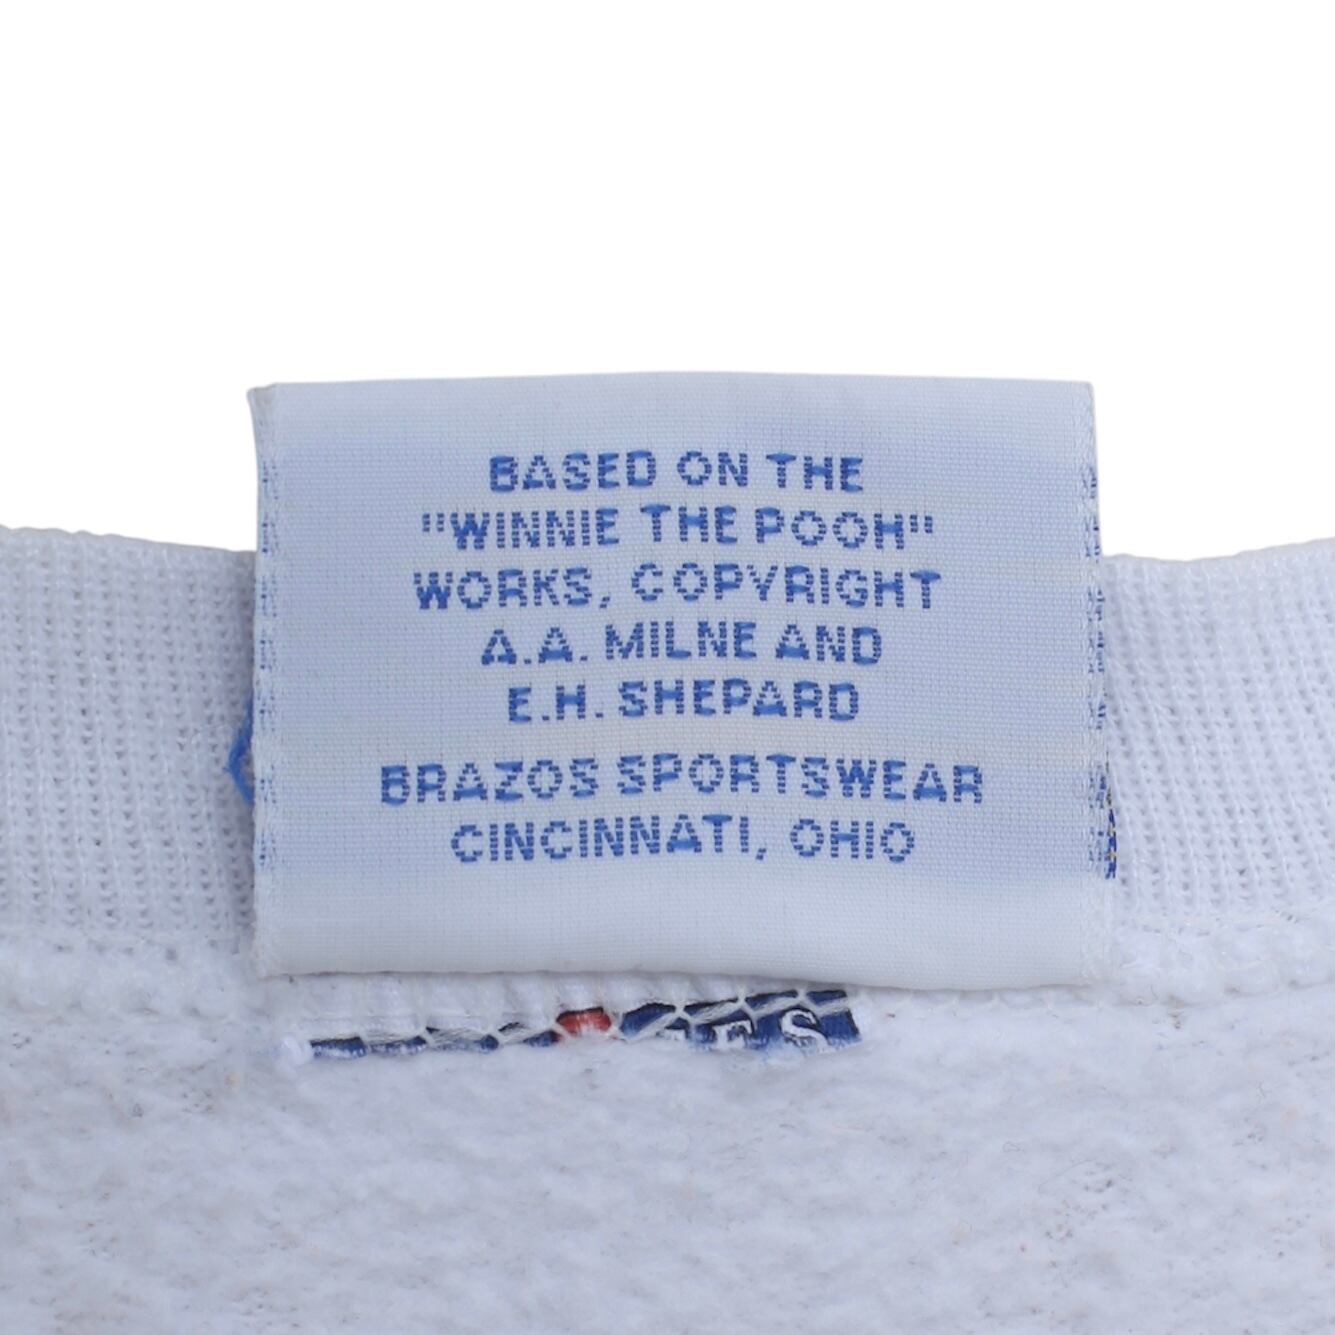 BASED ON THE
"WINNIE THE POOH"
WORKS, COPYRIGHT
A.A. MILNE AND
E.H. SHEPARD
BRAZOS SPORTSWEAR
CINCINNATI, OHIO